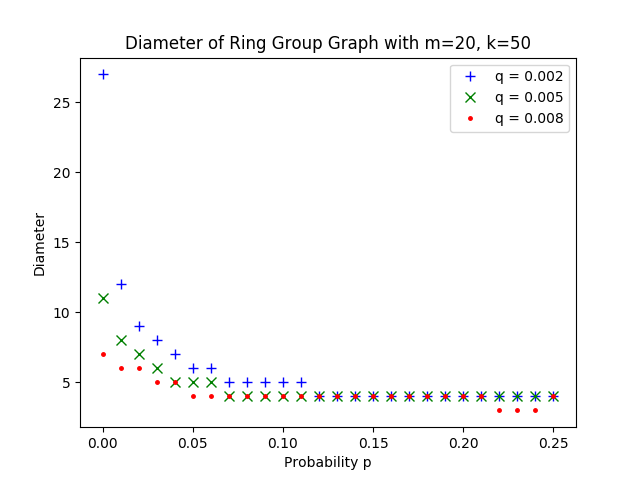 Diameter of Ring Group Graph with m=20, k=50
q = 0.002
q = 0.005
q = 0.008
Diameter
25
20
15
10
5
0.00 0.05 0.10 0.15 0.20 0.25
Probability p